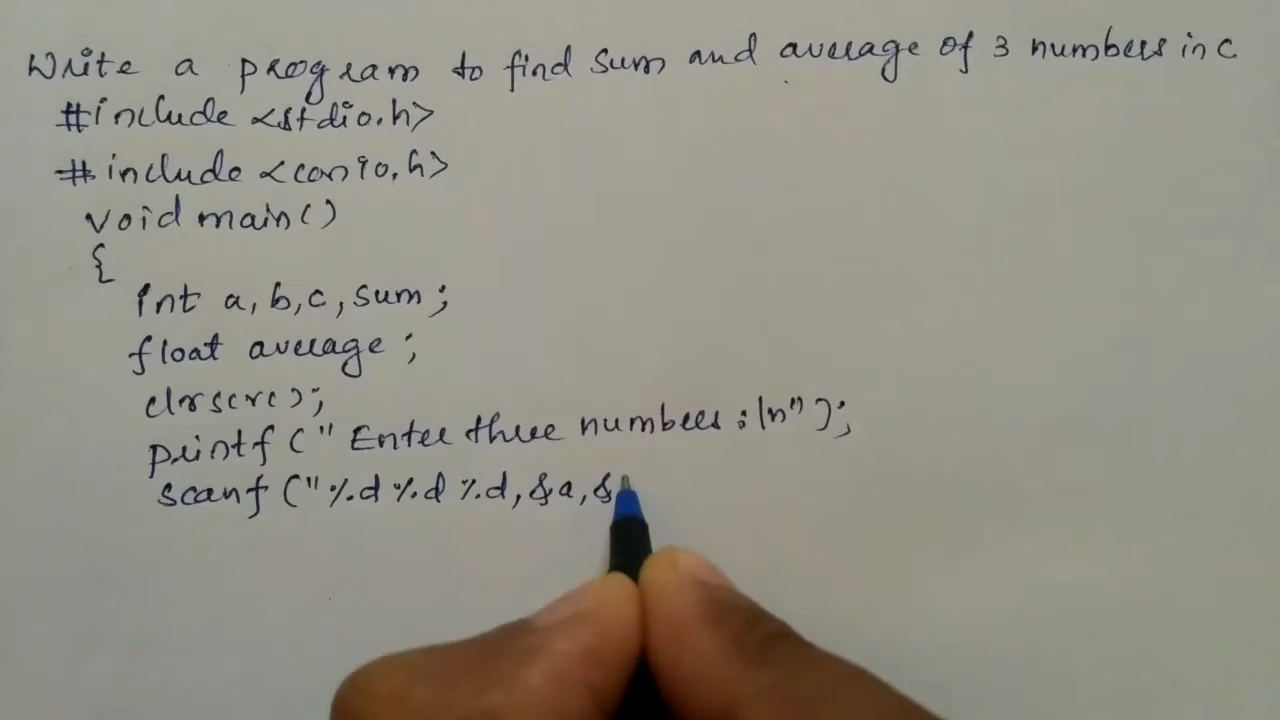 Write a program to find sum and average of 3 numbers in c
#include <stdio.h>
#include <conio.h>
void main()
{
int a, b, c, sum;
float average;
clrscr();
printf (" Enter three numbers : \n");
scanf ("%d %d %d, &a, &